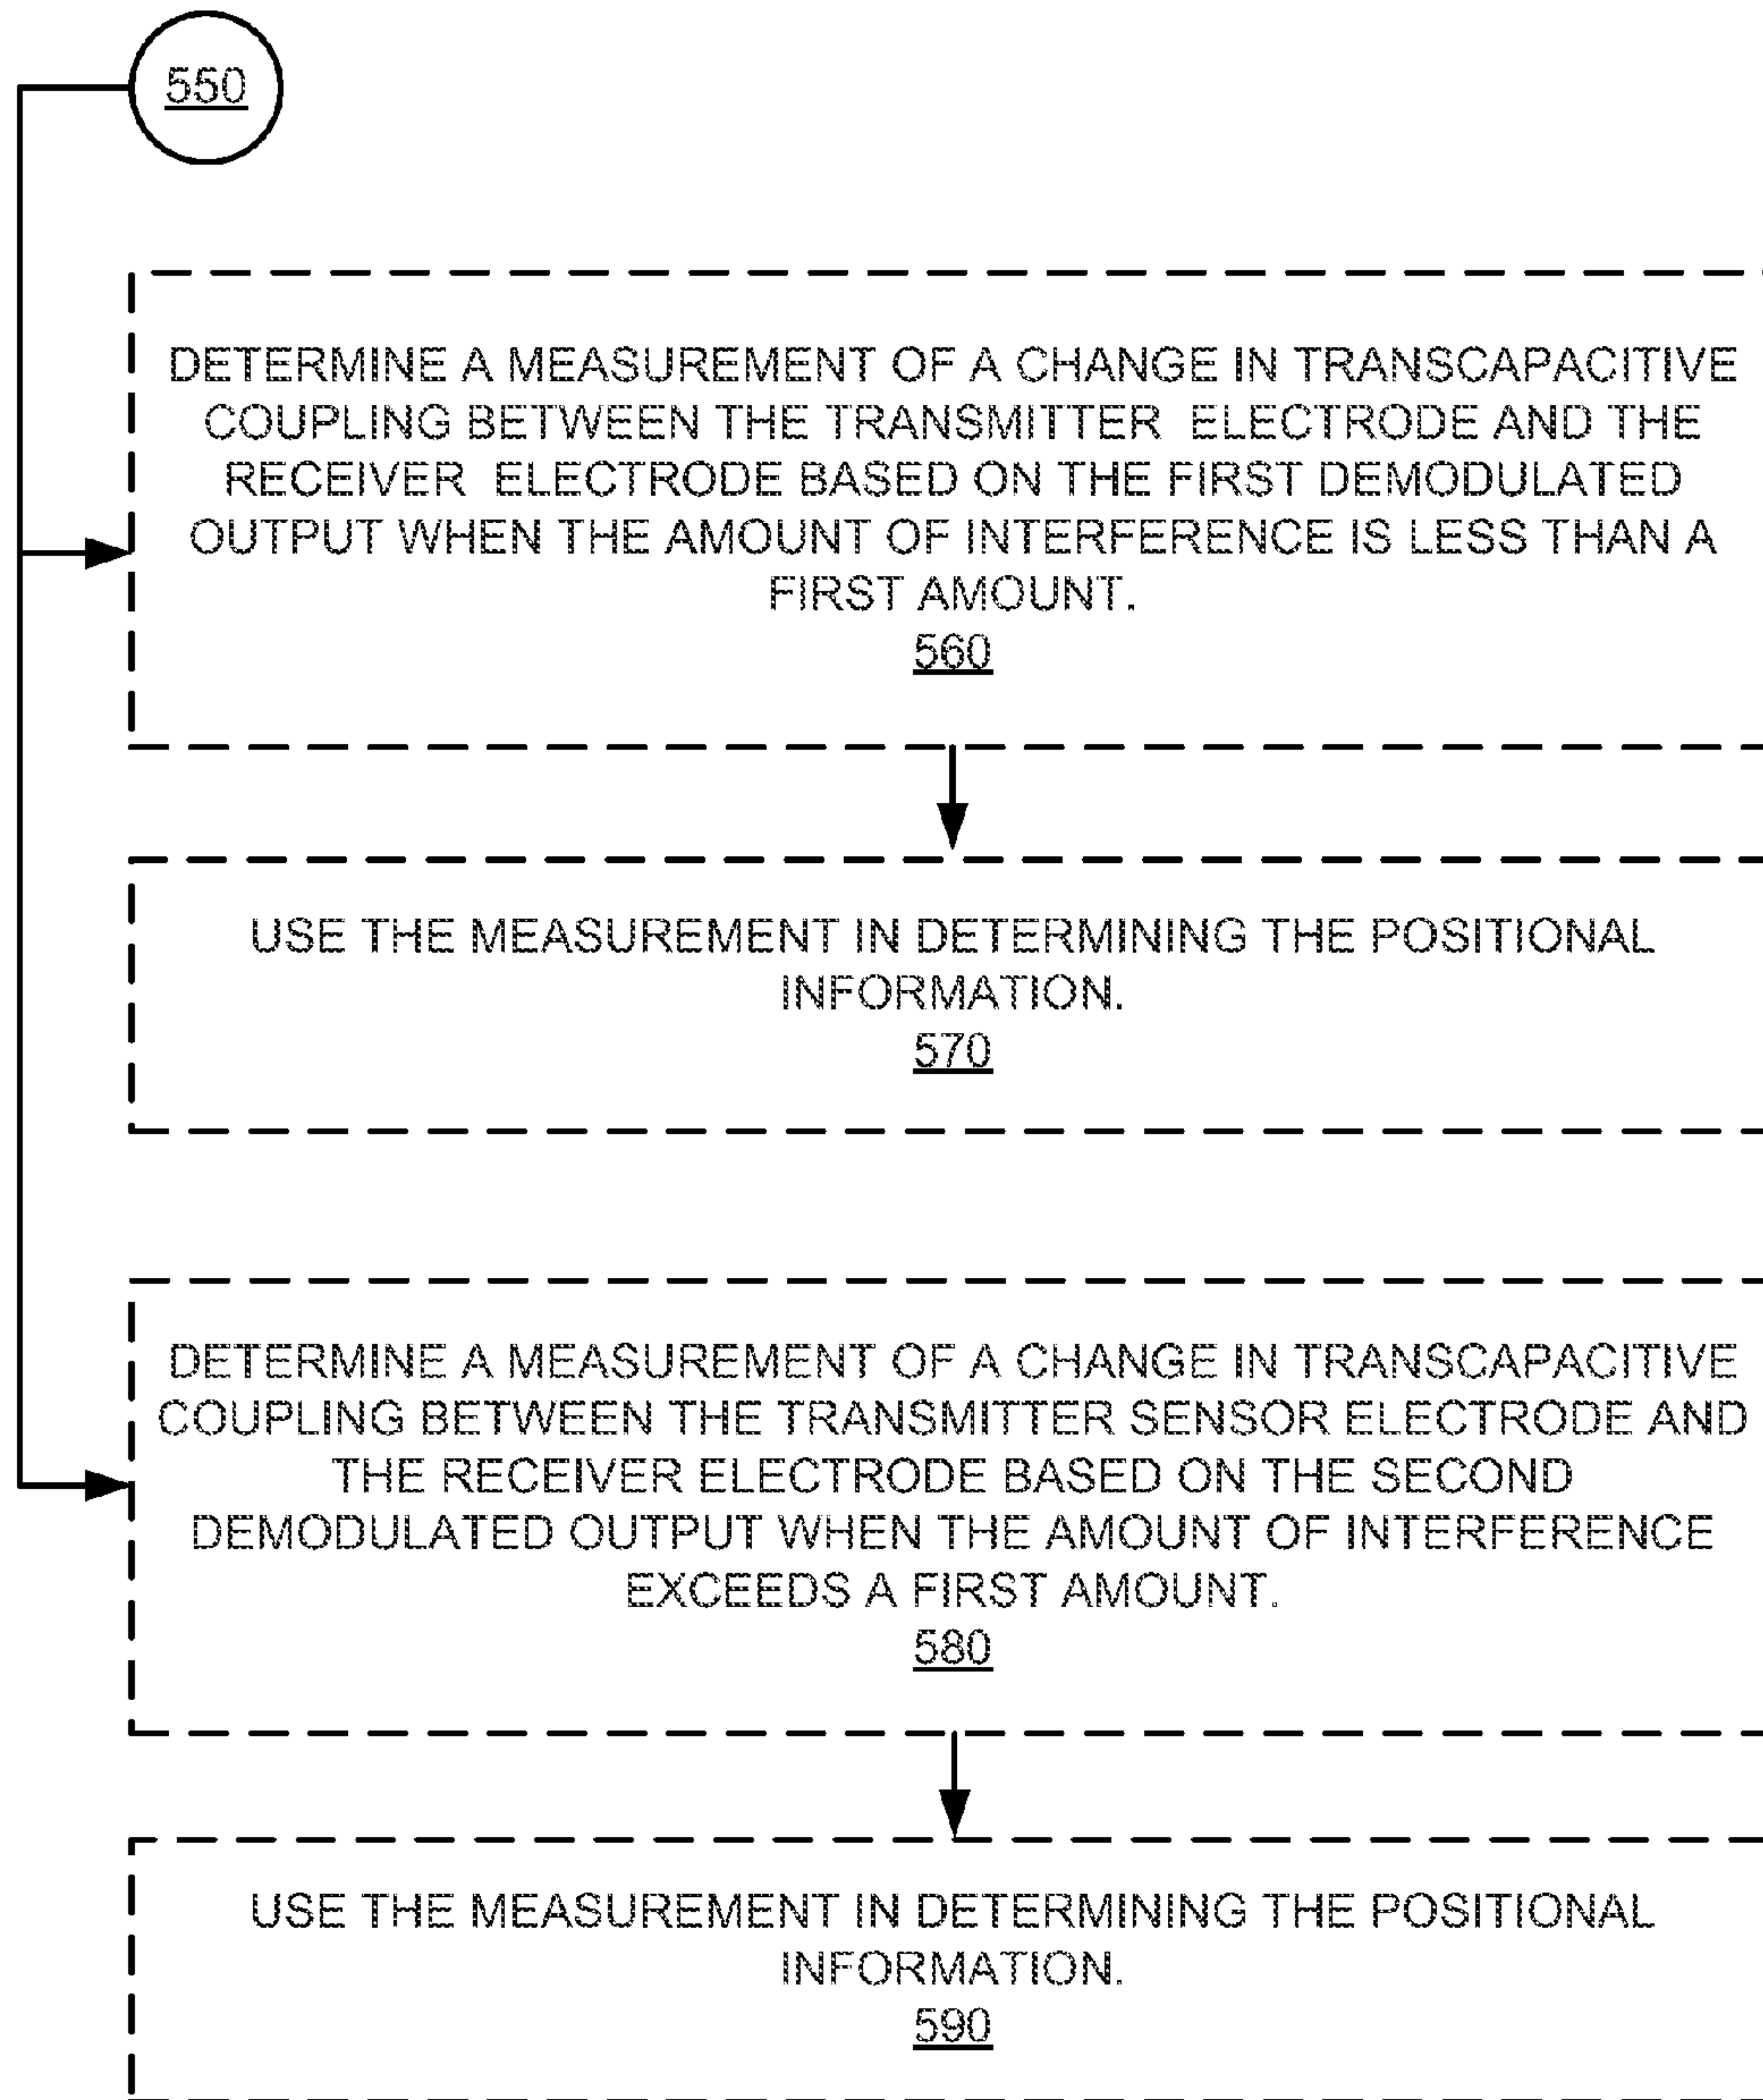 550
DETERMINE A MEASUREMENT OF A CHANGE IN TRANSCAPACITIVE
COUPLING BETWEEN THE TRANSMITTER ELECTRODE AND THE
RECEIVER ELECTRODE BASED ON THE FIRST DEMODULATED
OUTPUT WHEN THE AMOUNT OF INTERFERENCE IS LESS THAN A
FIRST AMOUNT.
560
USE THE MEASUREMENT IN DETERMINING THE POSITIONAL
INFORMATION.
570
DETERMINE A MEASUREMENT OF A CHANGE IN TRANSCAPACITIVE
COUPLING BETWEEN THE TRANSMITTER SENSOR ELECTRODE AND
THE RECEIVER ELECTRODE BASED ON THE SECOND
DEMODULATED OUTPUT WHEN THE AMOUNT OF INTERFERENCE
EXCEEDS A FIRST AMOUNT.
580
USE THE MEASUREMENT IN DETERMINING THE POSITIONAL
INFORMATION.
590